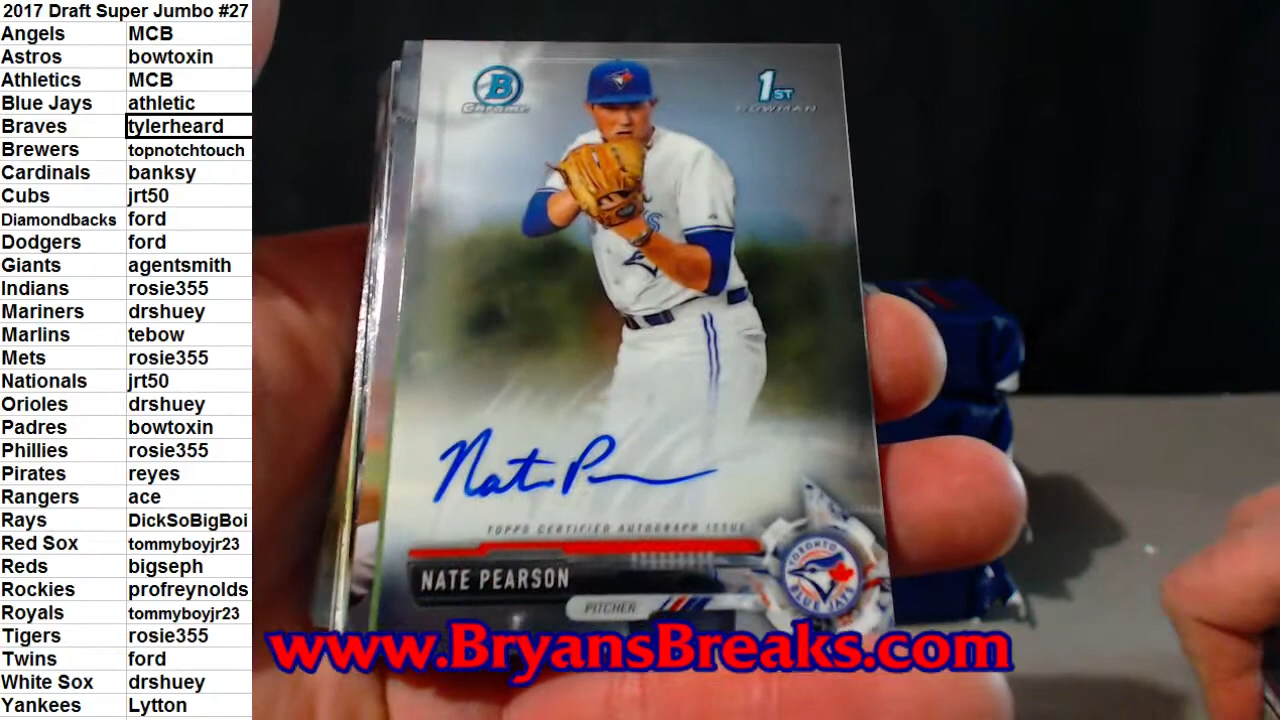 2017 Draft Super Jumbo #27
Angels MCB
Astros bowtoxin
Athletics MCB
Blue Jays athletic
Braves tylerheard
Brewers topnotchtouch
Cardinals banksy
Cubs jrt50
Diamondbacks ford
Dodgers ford
Giants agentsmith
Indians rosie355
Mariners drshuey
Marlins tebow
Mets rosie355
Nationals jrt50
Orioles drshuey
Padres bowtoxin
Phillies rosie355
Pirates reyes
Rangers ace
Rays DickSoBigBoi
Red Sox tommyboyjr23
Reds bigseph
Rockies profreynolds
Royals tommyboyjr23
Tigers rosie355
Twins ford
White Sox drshuey
Yankees Lytton
B
Chrome
1ST
BOWMAN
Nate P
TOPPS CERTIFIED AUTOGRAPH ISSUE
NATE PEARSON
PITCHER
TORONTO
BLUE JAYS
www.BryansBreaks.com